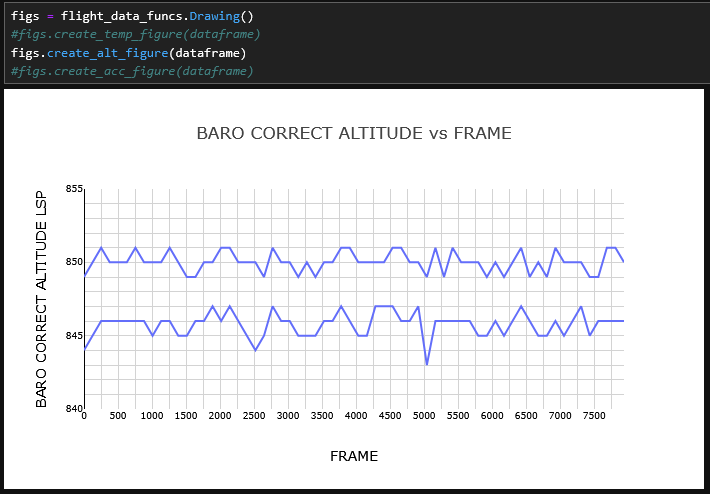 figs = flight_data_funcs.Drawing()
#figs.create_temp_figure(dataframe)
figs.create_alt_figure(dataframe)
#figs.create_acc_figure(dataframe)
BARO CORRECT ALTITUDE vs FRAME
BARO CORRECT ALTITUDE LSP
855
850
845
840
0 500 1000 1500 2000 2500 3000 3500 4000 4500 5000 5500 6000 6500 7000 7500
FRAME